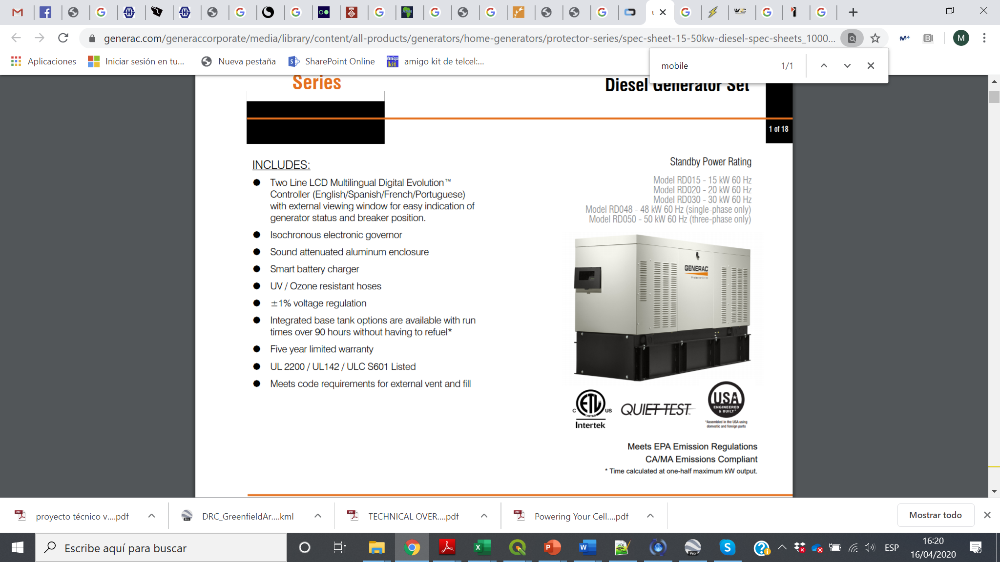 generac.com/generaccorporate/media/library/content/all-products/generators/home-generators/protector-series/spec-sheet-15-50kw-diesel-spec-sheets_1000...
M
Aplicaciones
Iniciar sesión en tu...
Nueva pestaña
SharePoint Online
amigo kit de telcel:...
mobile
1/1
Series
Diesel Generator Set
1 of 18
INCLUDES:
● Two Line LCD Multilingual Digital Evolution™
Controller (English/Spanish/French/Portuguese)
with external viewing window for easy indication of
generator status and breaker position.
● Isochronous electronic governor
● Sound attenuated aluminum enclosure
● Smart battery charger
● UV / Ozone resistant hoses
● ±1% voltage regulation
● Integrated base tank options are available with run
times over 90 hours without having to refuel*
● Five year limited warranty
● UL 2200 / UL142 / ULC S601 Listed
● Meets code requirements for external vent and fill
Standby Power Rating
Model RD015 - 15 kW 60 Hz
Model RD020 - 20 kW 60 Hz
Model RD030 - 30 kW 60 Hz
Model RD048 - 48 kW 60 Hz (single-phase only)
Model RD050 - 50 kW 60 Hz (three-phase only)
GENERAC
Protector Series
C ETL US
LISTED
Intertek
QUIET-TEST
USA
ENGINEERED
& BUILT*
*Assembled in the USA using
domestic and foreign parts
Meets EPA Emission Regulations
CA/MA Emissions Compliant
* Time calculated at one-half maximum kW output.
proyecto técnico v....pdf
DRC_GreenfieldAr....kml
TECHNICAL OVER....pdf
Powering Your Cell....pdf
Mostrar todo
Escribe aquí para buscar
ESP
16:20
16/04/2020